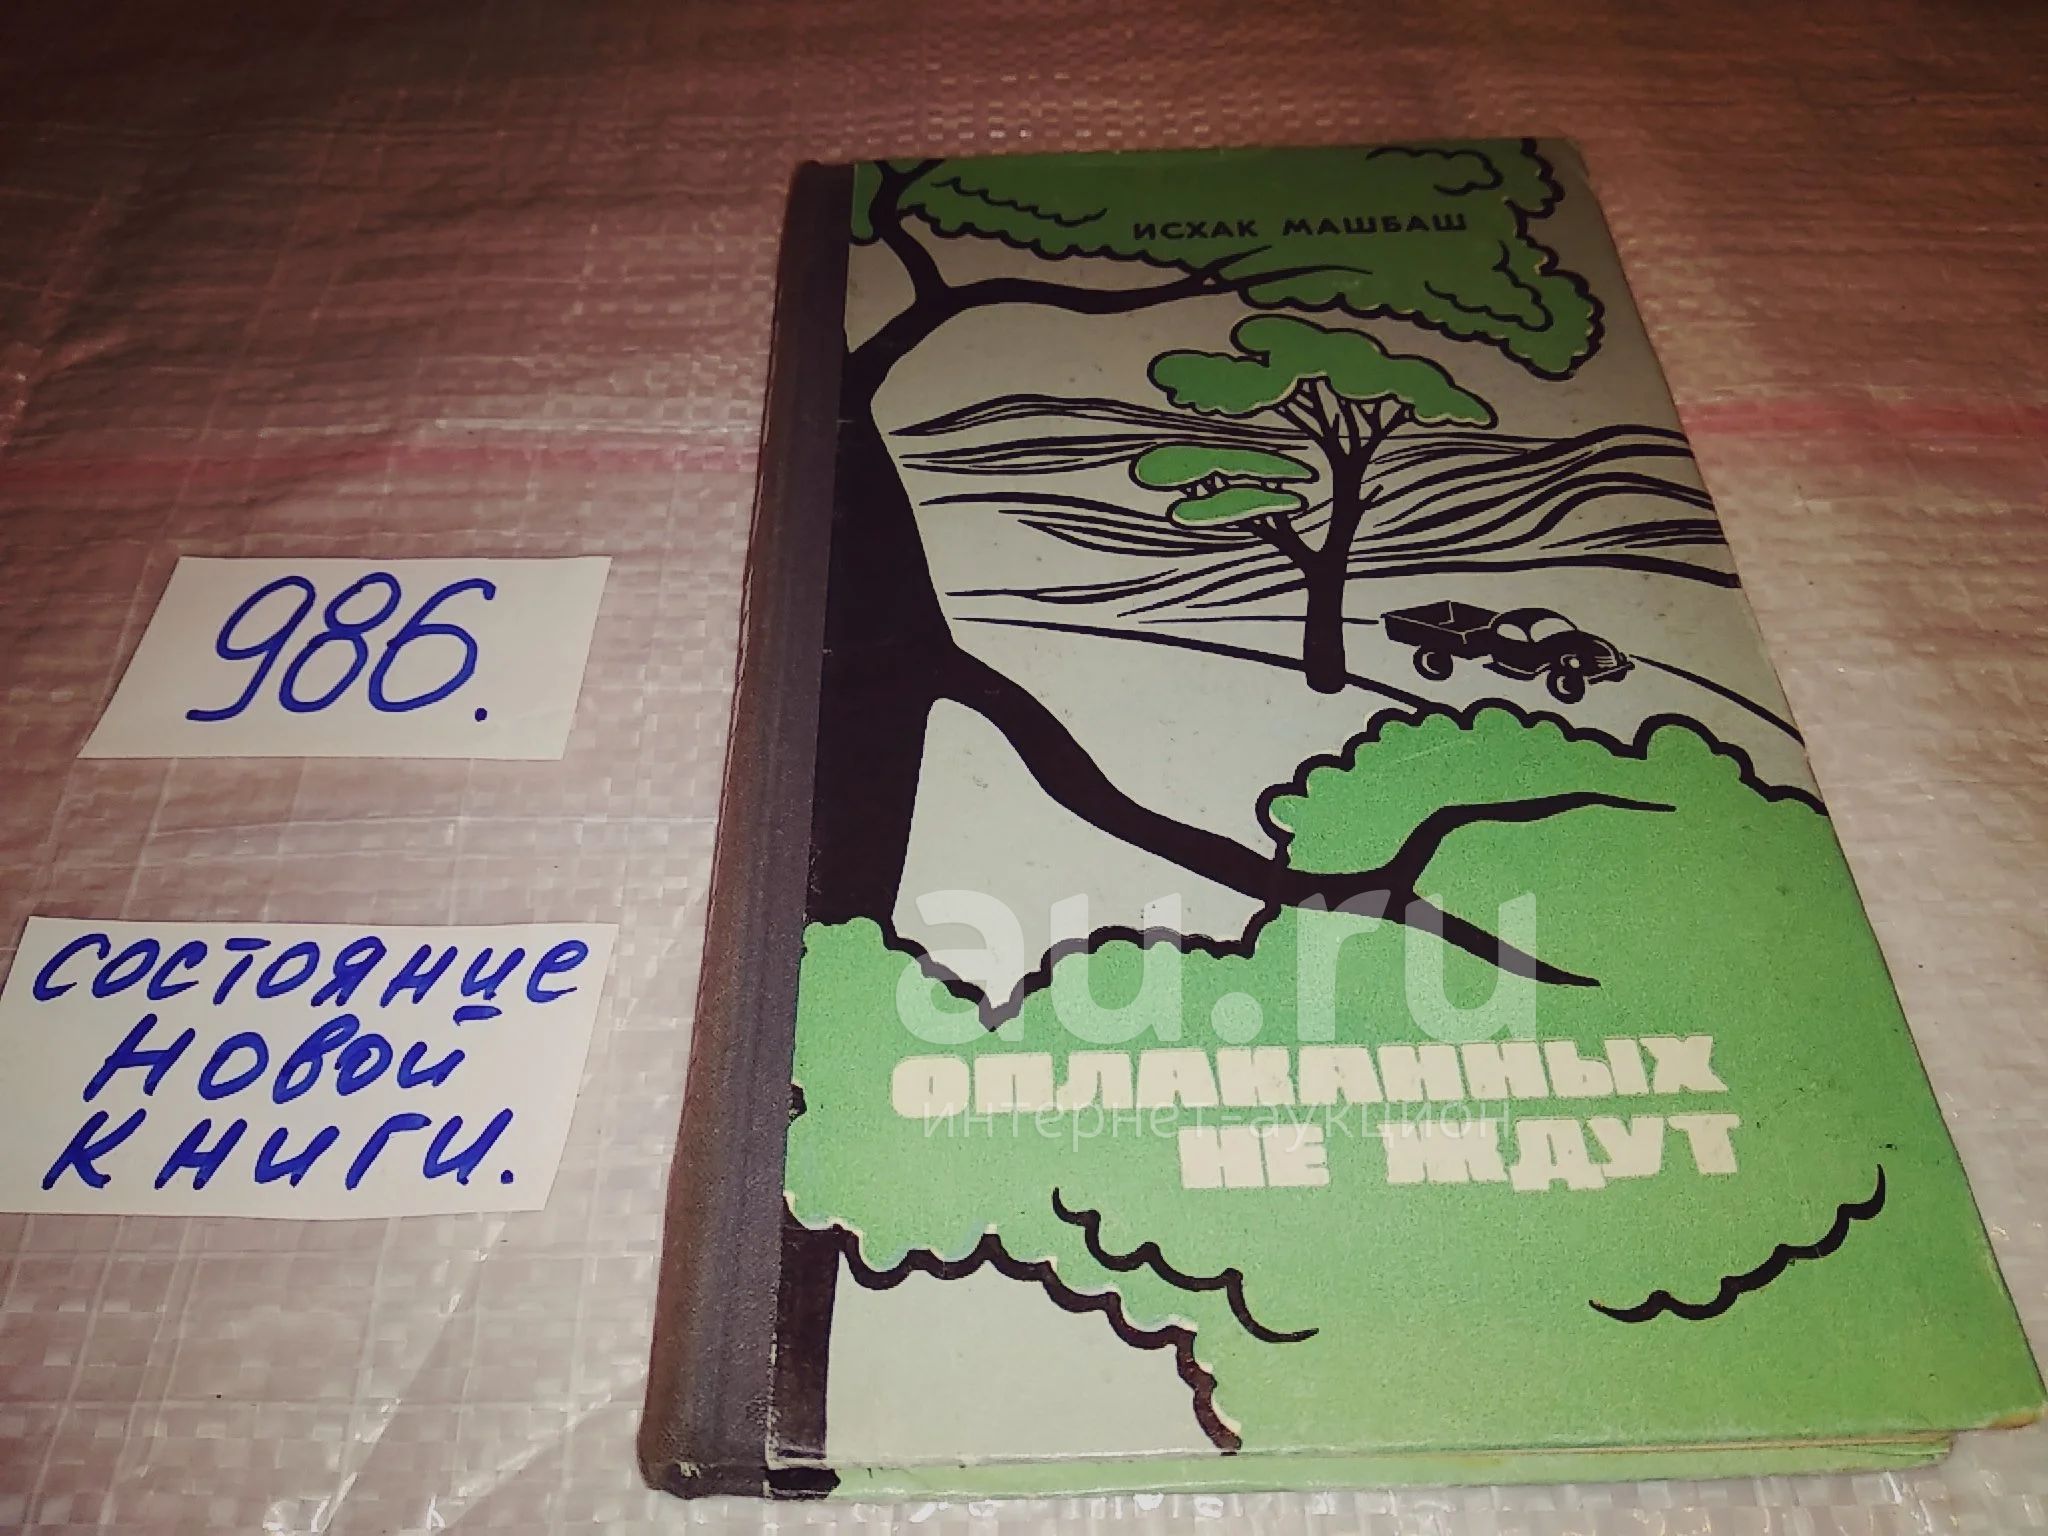 986.
состояние
новой
книги.
ИСХАК МАШБАШ
au.ru
ОПЛАКАННЫХ
интернет-аукцион
НЕ ЖДУТ